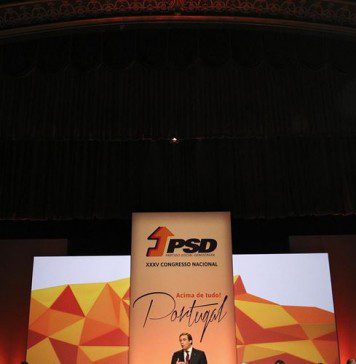 PSD
PARTIDO SOCIAL DEMOCRATA
XXXV CONGRESSO NACIONAL
Acima de tudo!
Portugal